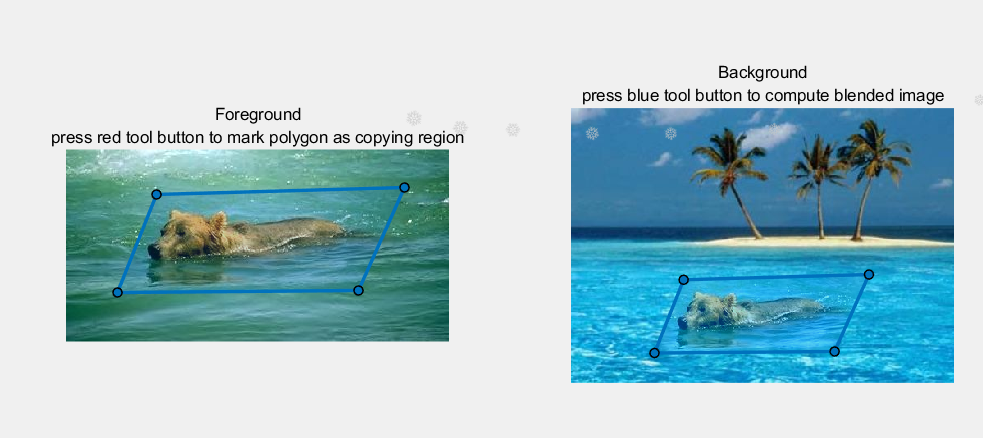 Foreground
press red tool button to mark polygon as copying region
Background
press blue tool button to compute blended image